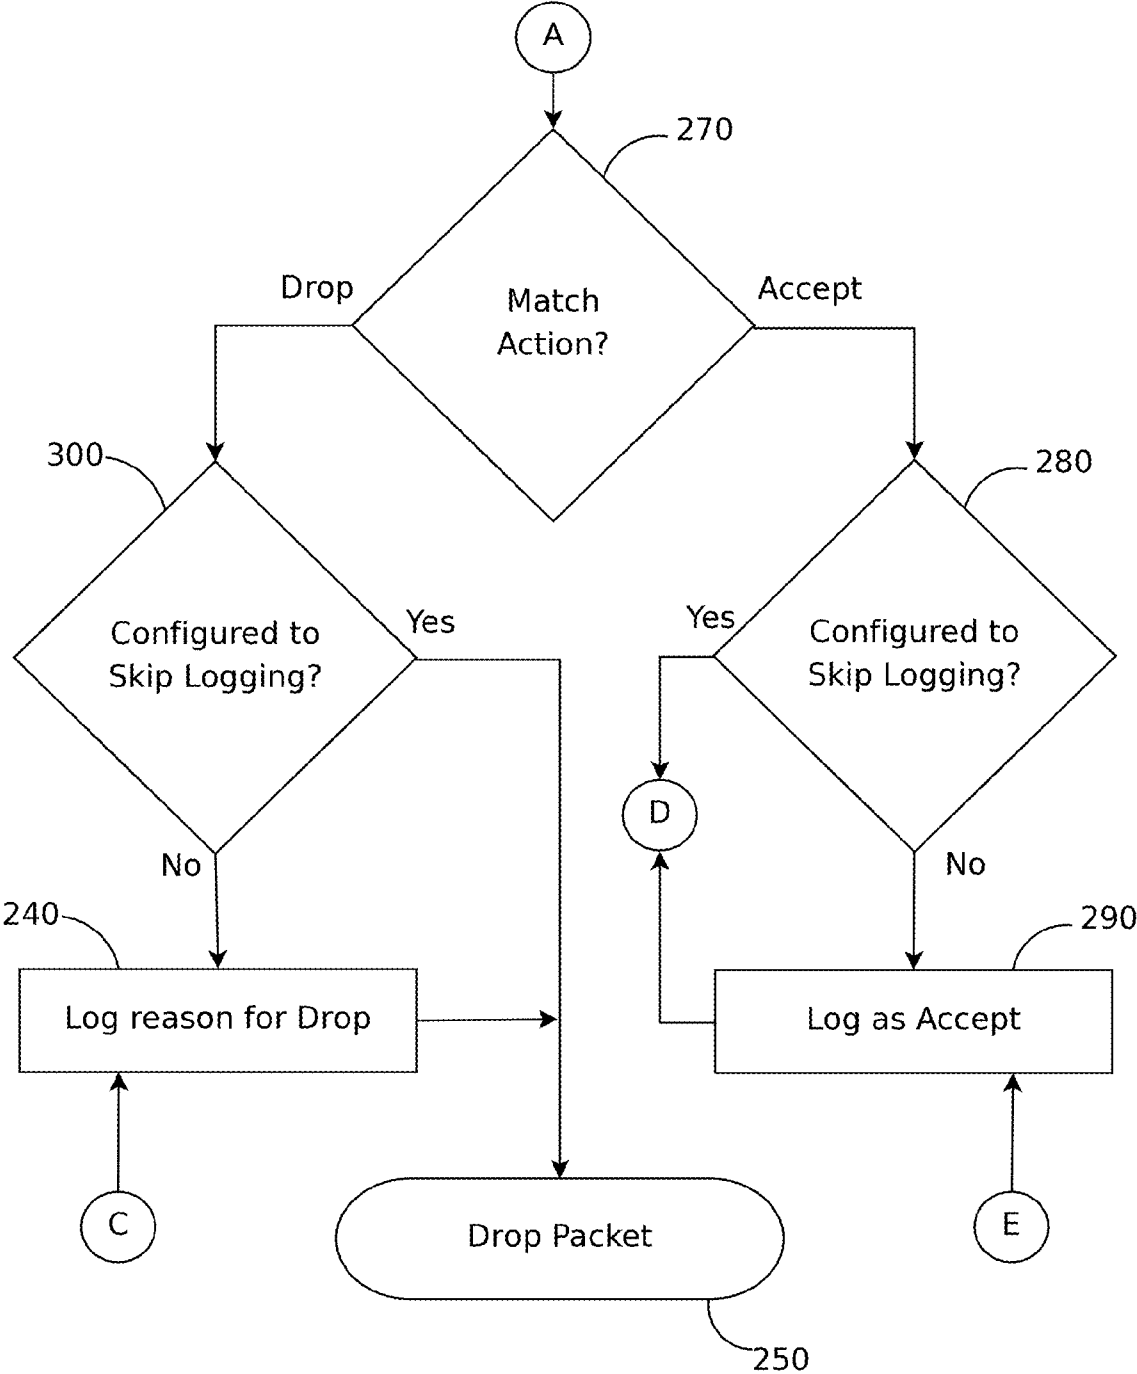 A
270
Drop
Match
Action?
Accept
300
280
Configured to
Skip Logging?
Yes
Yes
Configured to
Skip Logging?
D
No
No
240
290
Log reason for Drop
Log as Accept
C
Drop Packet
E
250